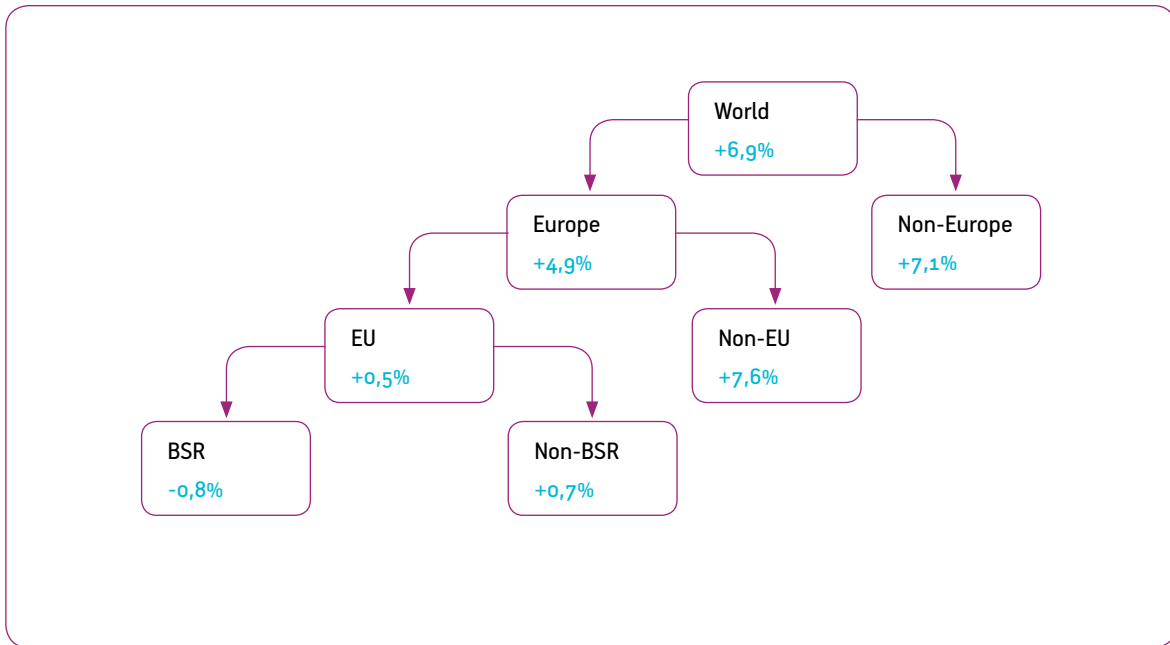 World
+6,9%
Europe
+4,9%
Non-Europe
+7,1%
EU
+0,5%
Non-EU
+7,6%
BSR
-0,8%
Non-BSR
+0,7%